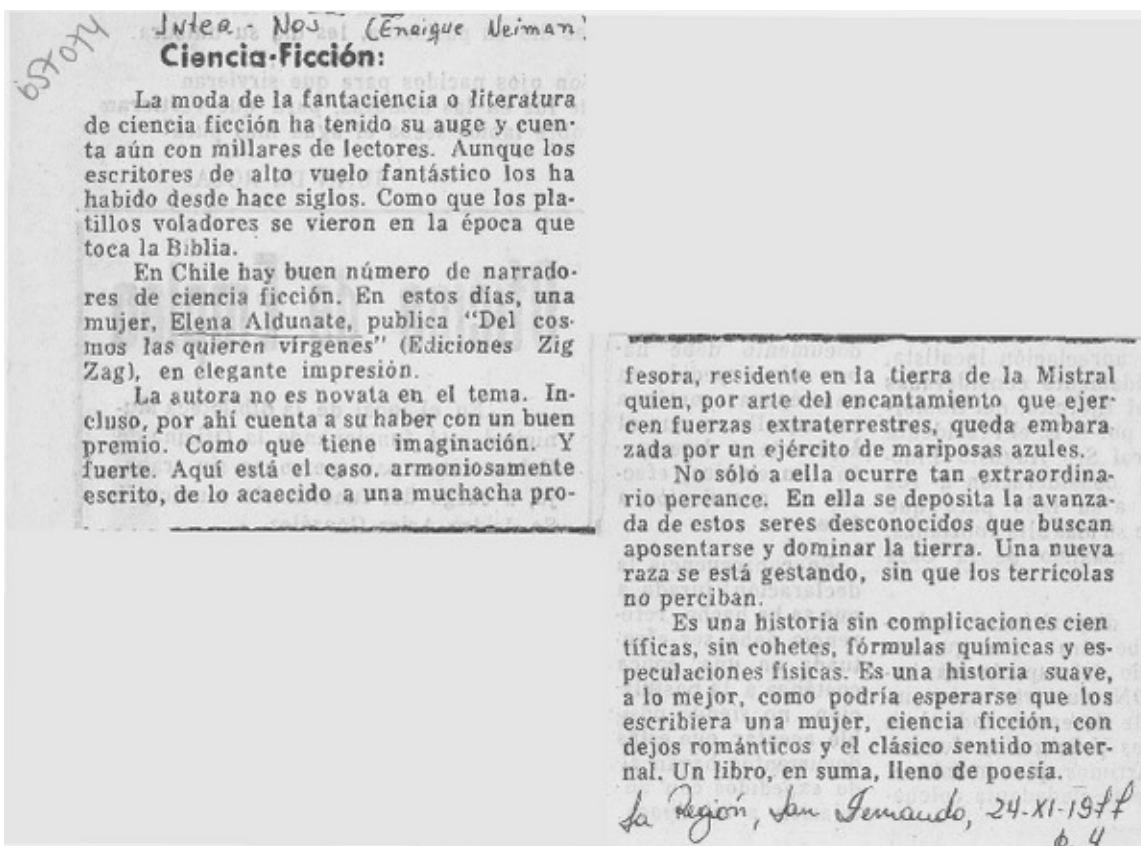 657074
Intea - Nos (Enrique Neiman)
Ciencia-Ficción:
La moda de la fantaciencia o literatura
de ciencia ficción ha tenido su auge y cuen-
ta aún con millares de lectores. Aunque los
escritores de alto vuelo fantástico los ha
habido desde hace siglos. Como que los pla-
tillos voladores se vieron en la época que
toca la Biblia.
En Chile hay buen número de narrado-
res de ciencia ficción. En estos días, una
mujer, Elena Aldunate, publica "Del cos-
mos las quieren vírgenes" (Ediciones Zig
Zag), en elegante impresión.
La autora no es novata en el tema. In-
cluso, por ahí cuenta a su haber con un buen
premio. Como que tiene imaginación. Y
fuerte. Aquí está el caso, armoniosamente
escrito, de lo acaecido a una muchacha pro-
fesora, residente en la tierra de la Mistral
quien, por arte del encantamiento que ejer-
cen fuerzas extraterrestres, queda embara
zada por un ejército de mariposas azules.
No sólo a ella ocurre tan extraordina-
rio percance. En ella se deposita la avanza-
da de estos seres desconocidos que buscan
aposentarse y dominar la tierra. Una nueva
raza se está gestando, sin que los terrícolas
no perciban.
Es una historia sin complicaciones cien
tíficas, sin cohetes, fórmulas químicas y es-
peculaciones físicas. Es una historia suave,
a lo mejor, como podría esperarse que los
escribiera una mujer, ciencia ficción, con
dejos románticos y el clásico sentido mater-
nal. Un libro, en suma, lleno de poesía.
La Región, San Fernando, 24-XI-1977
p. 4